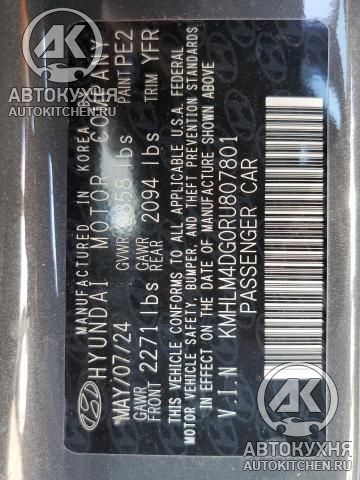 MANUFACTURED IN KOREA BY
HYUNDAI MOTOR COMPANY
MAY/07/24 GVWR 3858 lbs PAINT PE2
GAWR FRONT 2271 lbs GAWR REAR 2094 lbs TRIM YFR
THIS VEHICLE CONFORMS TO ALL APPLICABLE U.S.A. FEDERAL
MOTOR VEHICLE SAFETY, BUMPER, AND THEFT PREVENTION STANDARDS
IN EFFECT ON THE DATE OF MANUFACTURE SHOWN ABOVE
V.I.N KMHLM4DG0RU807801
PASSENGER CAR
АВТОКУХНЯ
AUTOKITCHEN.RU
АВТОКУХНЯ
AUTOKITCHEN.RU